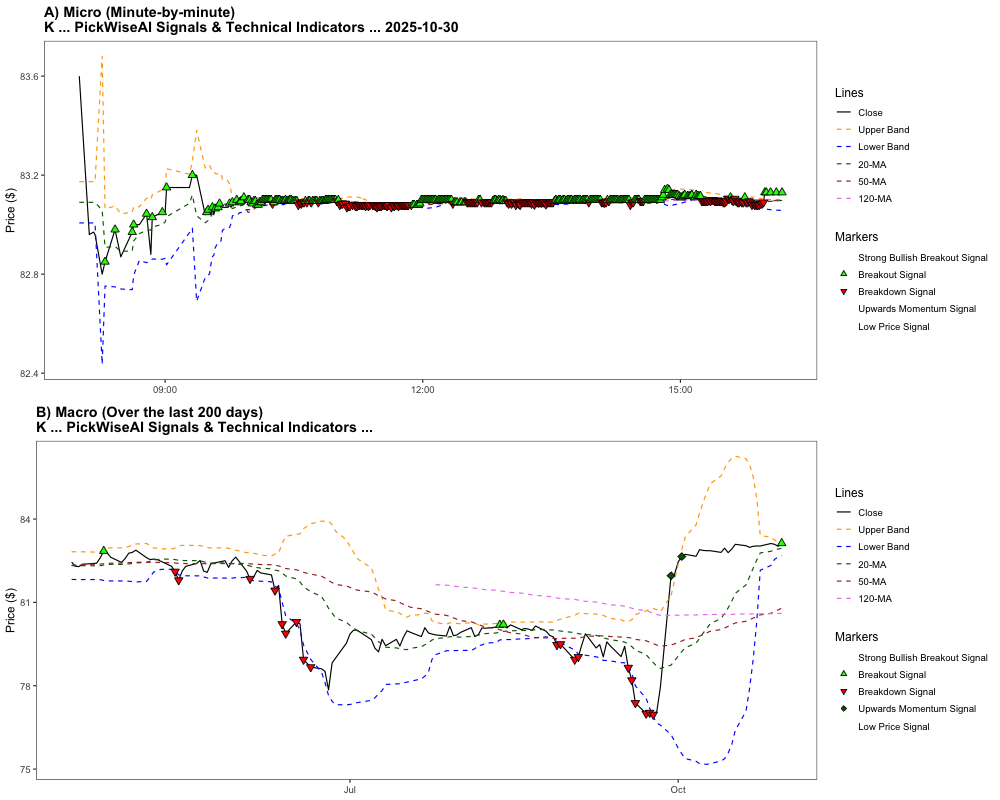 A) Micro (Minute-by-minute)
K ... PickWiseAI Signals & Technical Indicators ... 2025-10-30
Price ($)
83.6
83.2
82.8
82.4
09:00
12:00
15:00
Lines
Close
Upper Band
Lower Band
20-MA
50-MA
120-MA
Markers
Strong Bullish Breakout Signal
Breakout Signal
Breakdown Signal
Upwards Momentum Signal
Low Price Signal
B) Macro (Over the last 200 days)
K ... PickWiseAI Signals & Technical Indicators ...
Price ($)
84
81
78
75
Jul
Oct
Lines
Close
Upper Band
Lower Band
20-MA
50-MA
120-MA
Markers
Strong Bullish Breakout Signal
Breakout Signal
Breakdown Signal
Upwards Momentum Signal
Low Price Signal